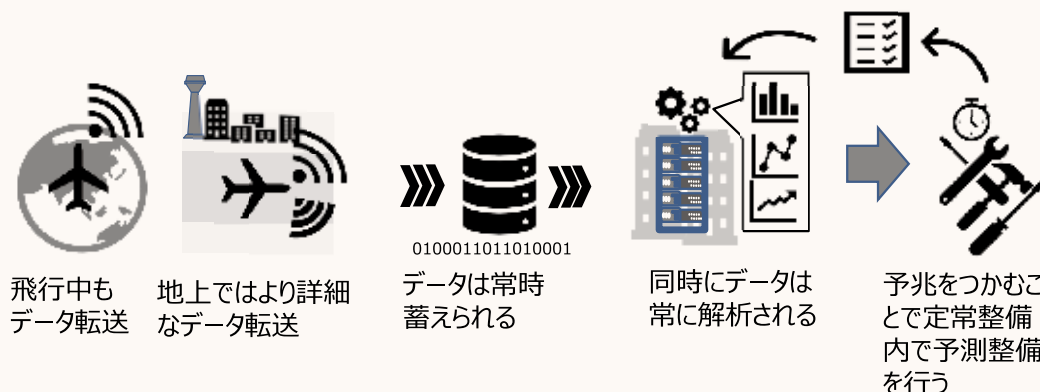 飛行中も
データ転送
地上ではより詳細
なデータ転送
0100011011010001
データは常時
蓄えられる
同時にデータは
常に解析される
予兆をつかむこ
とで定常整備
内で予測整備
を行う